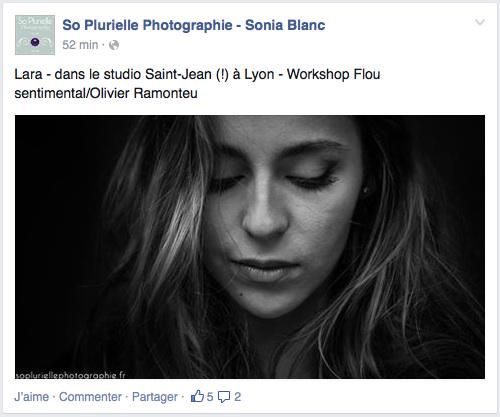 So Plurielle
Photographie
So Plurielle Photographie - Sonia Blanc
52 min ·
Lara - dans le studio Saint-Jean (!) à Lyon - Workshop Flou
sentimental/Olivier Ramonteu
sopluriellephotographie.fr
J'aime · Commenter · Partager · 5 2